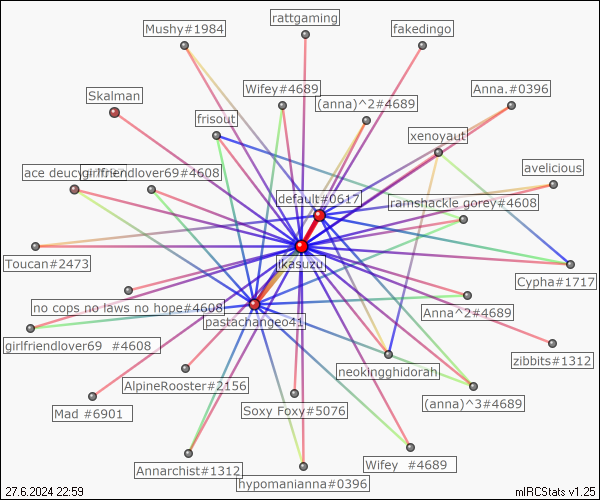 rattgaming
Mushy#1984
fakedingo
Wifey#4689
Anna.#0396
Skalman
(anna)^2#4689
frisout
xenoyaut
avelicious
girlfriendlover69#4608
default#0617
ramshackle gorey#4608
Toucan#2473
ikasuzu
Cypha#1717
no cops no laws no hope#4608
Anna^2#4689
pastachangeo41
girlfriendlover69 #4608
zibbits#1312
neokingghidorah
AlpineRooster#2156
(anna)^3#4689
Mad #6901
Soxy Foxy#5076
Annarchist#1312
Wifey #4689
hypomanianna#0396
27.6.2024 22:59
mIRCStats v1.25